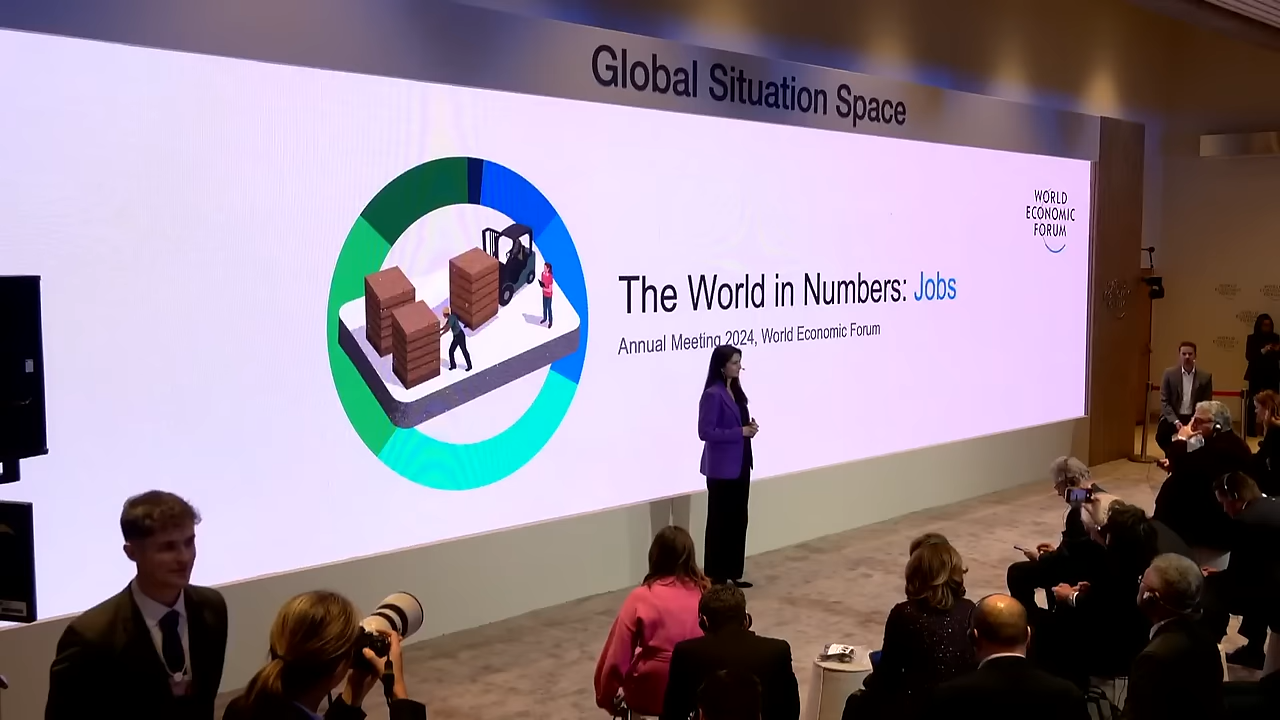 Global Situation Space
WORLD
ECONOMIC
FORUM
The World in Numbers: Jobs
Annual Meeting 2024, World Economic Forum